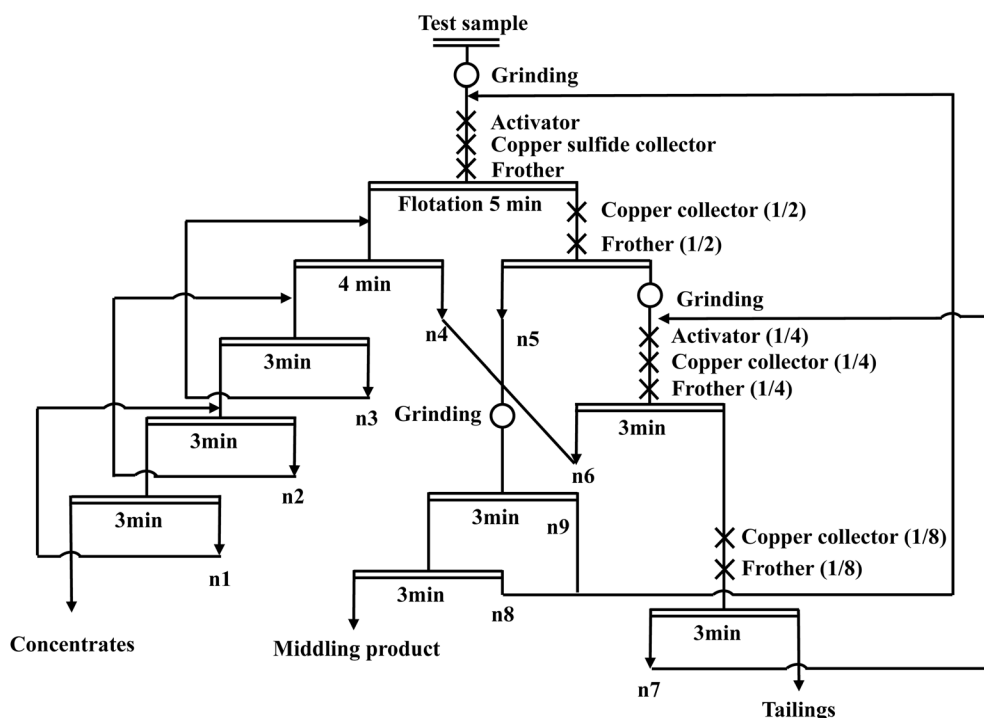 Test sample
Grinding
Activator
Copper sulfide collector
Frother
Flotation 5 min
Copper collector (1/2)
Frother (1/2)
4 min
Grinding
n4
n5
Activator (1/4)
3min
Copper collector (1/4)
Frother (1/4)
n3
Grinding
3min
3min
n6
n2
3min
3min
n9
Copper collector (1/8)
n1
Frother (1/8)
3min
n8
Concentrates
Middling product
3min
n7
Tailings